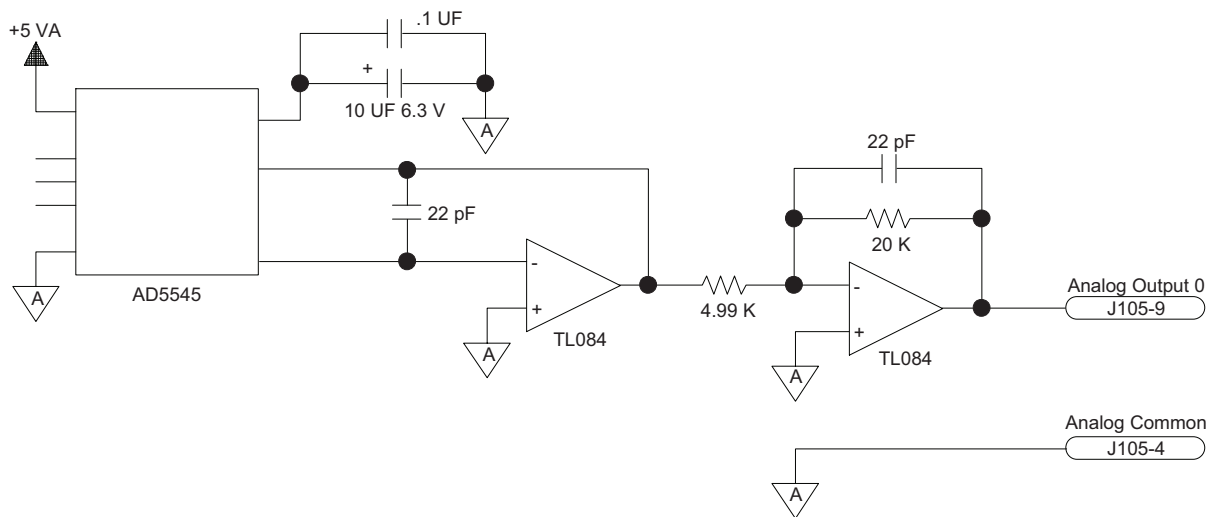 +5 VA
.1 UF
+
10 UF 6.3 V
A
22 pF
22 pF
20 K
-
+
A
AD5545
TL084
A
4.99 K
-
+
A
TL084
Analog Output 0
J105-9
Analog Common
J105-4
A